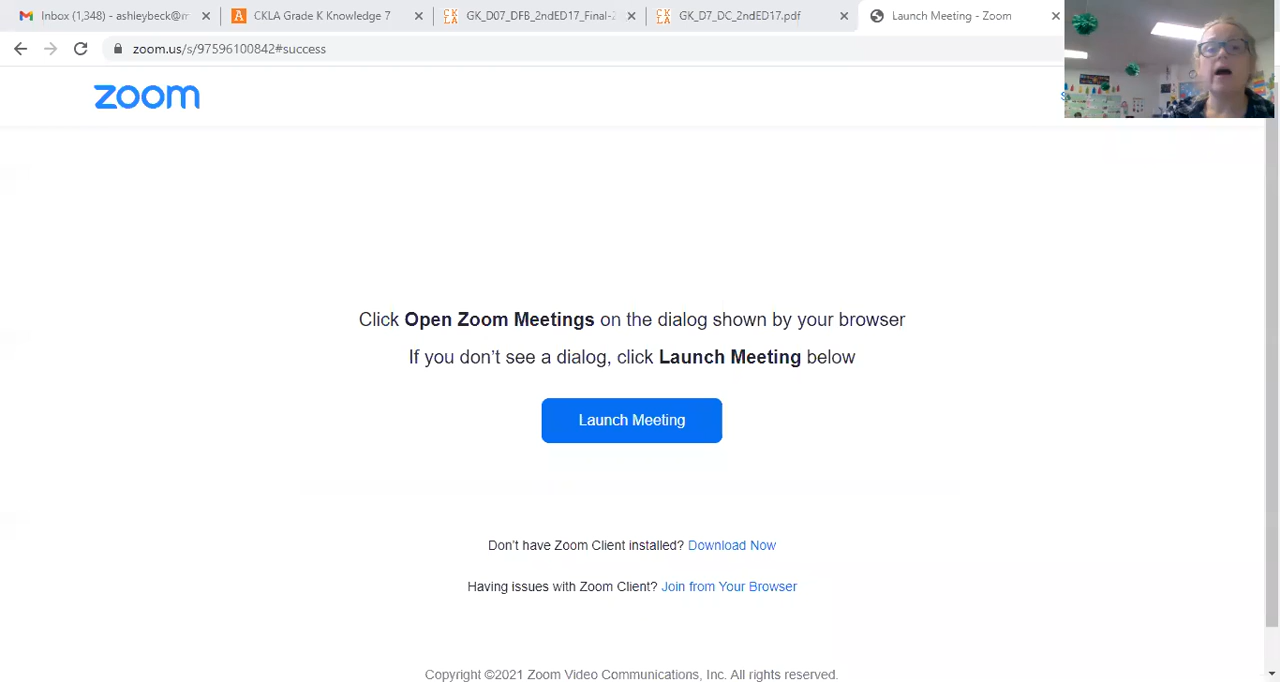 Inbox (1,348) - ashleybeck@m
CKLA Grade K Knowledge 7
GK_D07_DFB_2ndED17_Final-
GK_D7_DC_2ndED17.pdf
Launch Meeting - Zoom
zoom.us/s/97596100842#success
zoom
Click Open Zoom Meetings on the dialog shown by your browser
If you don't see a dialog, click Launch Meeting below
Launch Meeting
Don't have Zoom Client installed? Download Now
Having issues with Zoom Client? Join from Your Browser
Copyright ©2021 Zoom Video Communications, Inc. All rights reserved.